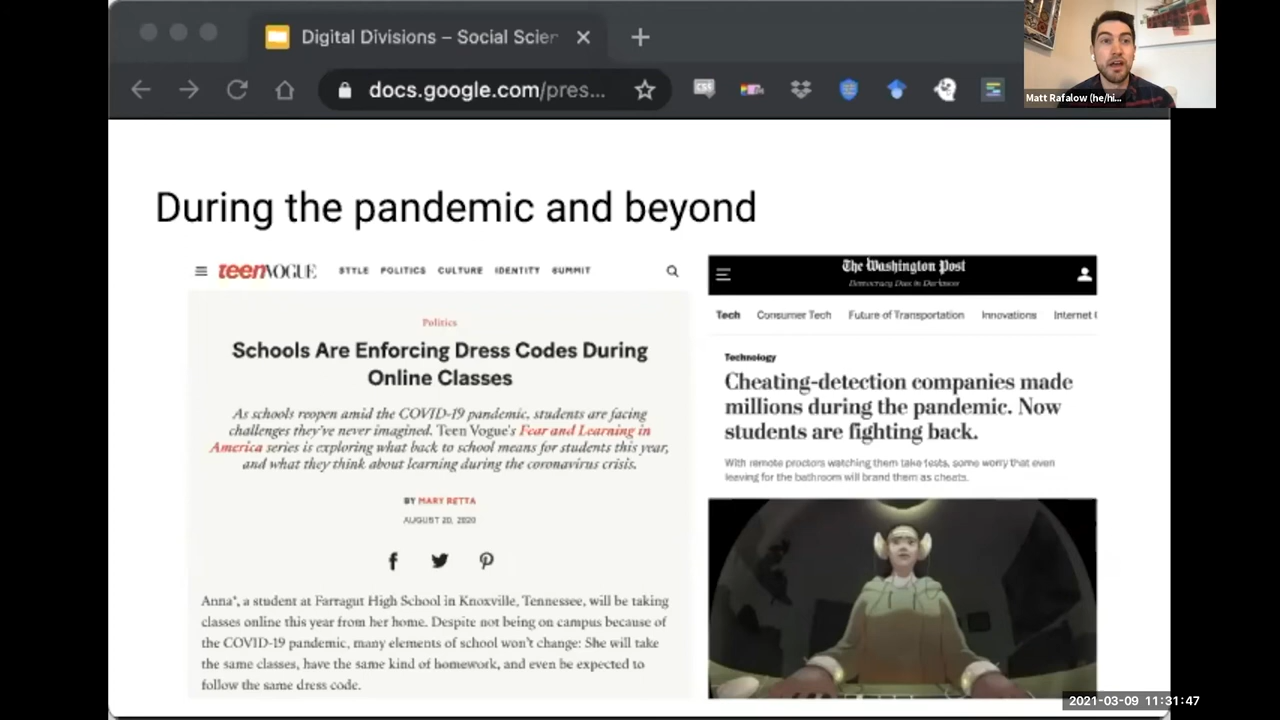 Digital Divisions – Social Scien
docs.google.com/pres...
Matt Rafalow (he/hi...
During the pandemic and beyond
teenVOGUE
STYLE POLITICS CULTURE IDENTITY SUMMIT
Politics
Schools Are Enforcing Dress Codes During
Online Classes
As schools reopen amid the COVID-19 pandemic, students are facing
challenges they've never imagined. Teen Vogue's Fear and Learning in
America series is exploring what back to school means for students this year,
and what they think about learning during the coronavirus crisis.
BY MARY RETTA
AUGUST 20, 2020
Anna*, a student at Farragut High School in Knoxville, Tennessee, will be taking
classes online this year from her home. Despite not being on campus because of
the COVID-19 pandemic, many elements of school won't change: She will take
the same classes, have the same kind of homework, and even be expected to
follow the same dress code.
The Washington Post
Democracy Dies in Darkness
Tech Consumer Tech Future of Transportation Innovations Internet
Technology
Cheating-detection companies made
millions during the pandemic. Now
students are fighting back.
With remote proctors watching them take tests, some worry that even
leaving for the bathroom will brand them as cheats.
2021-03-09 11:31:47